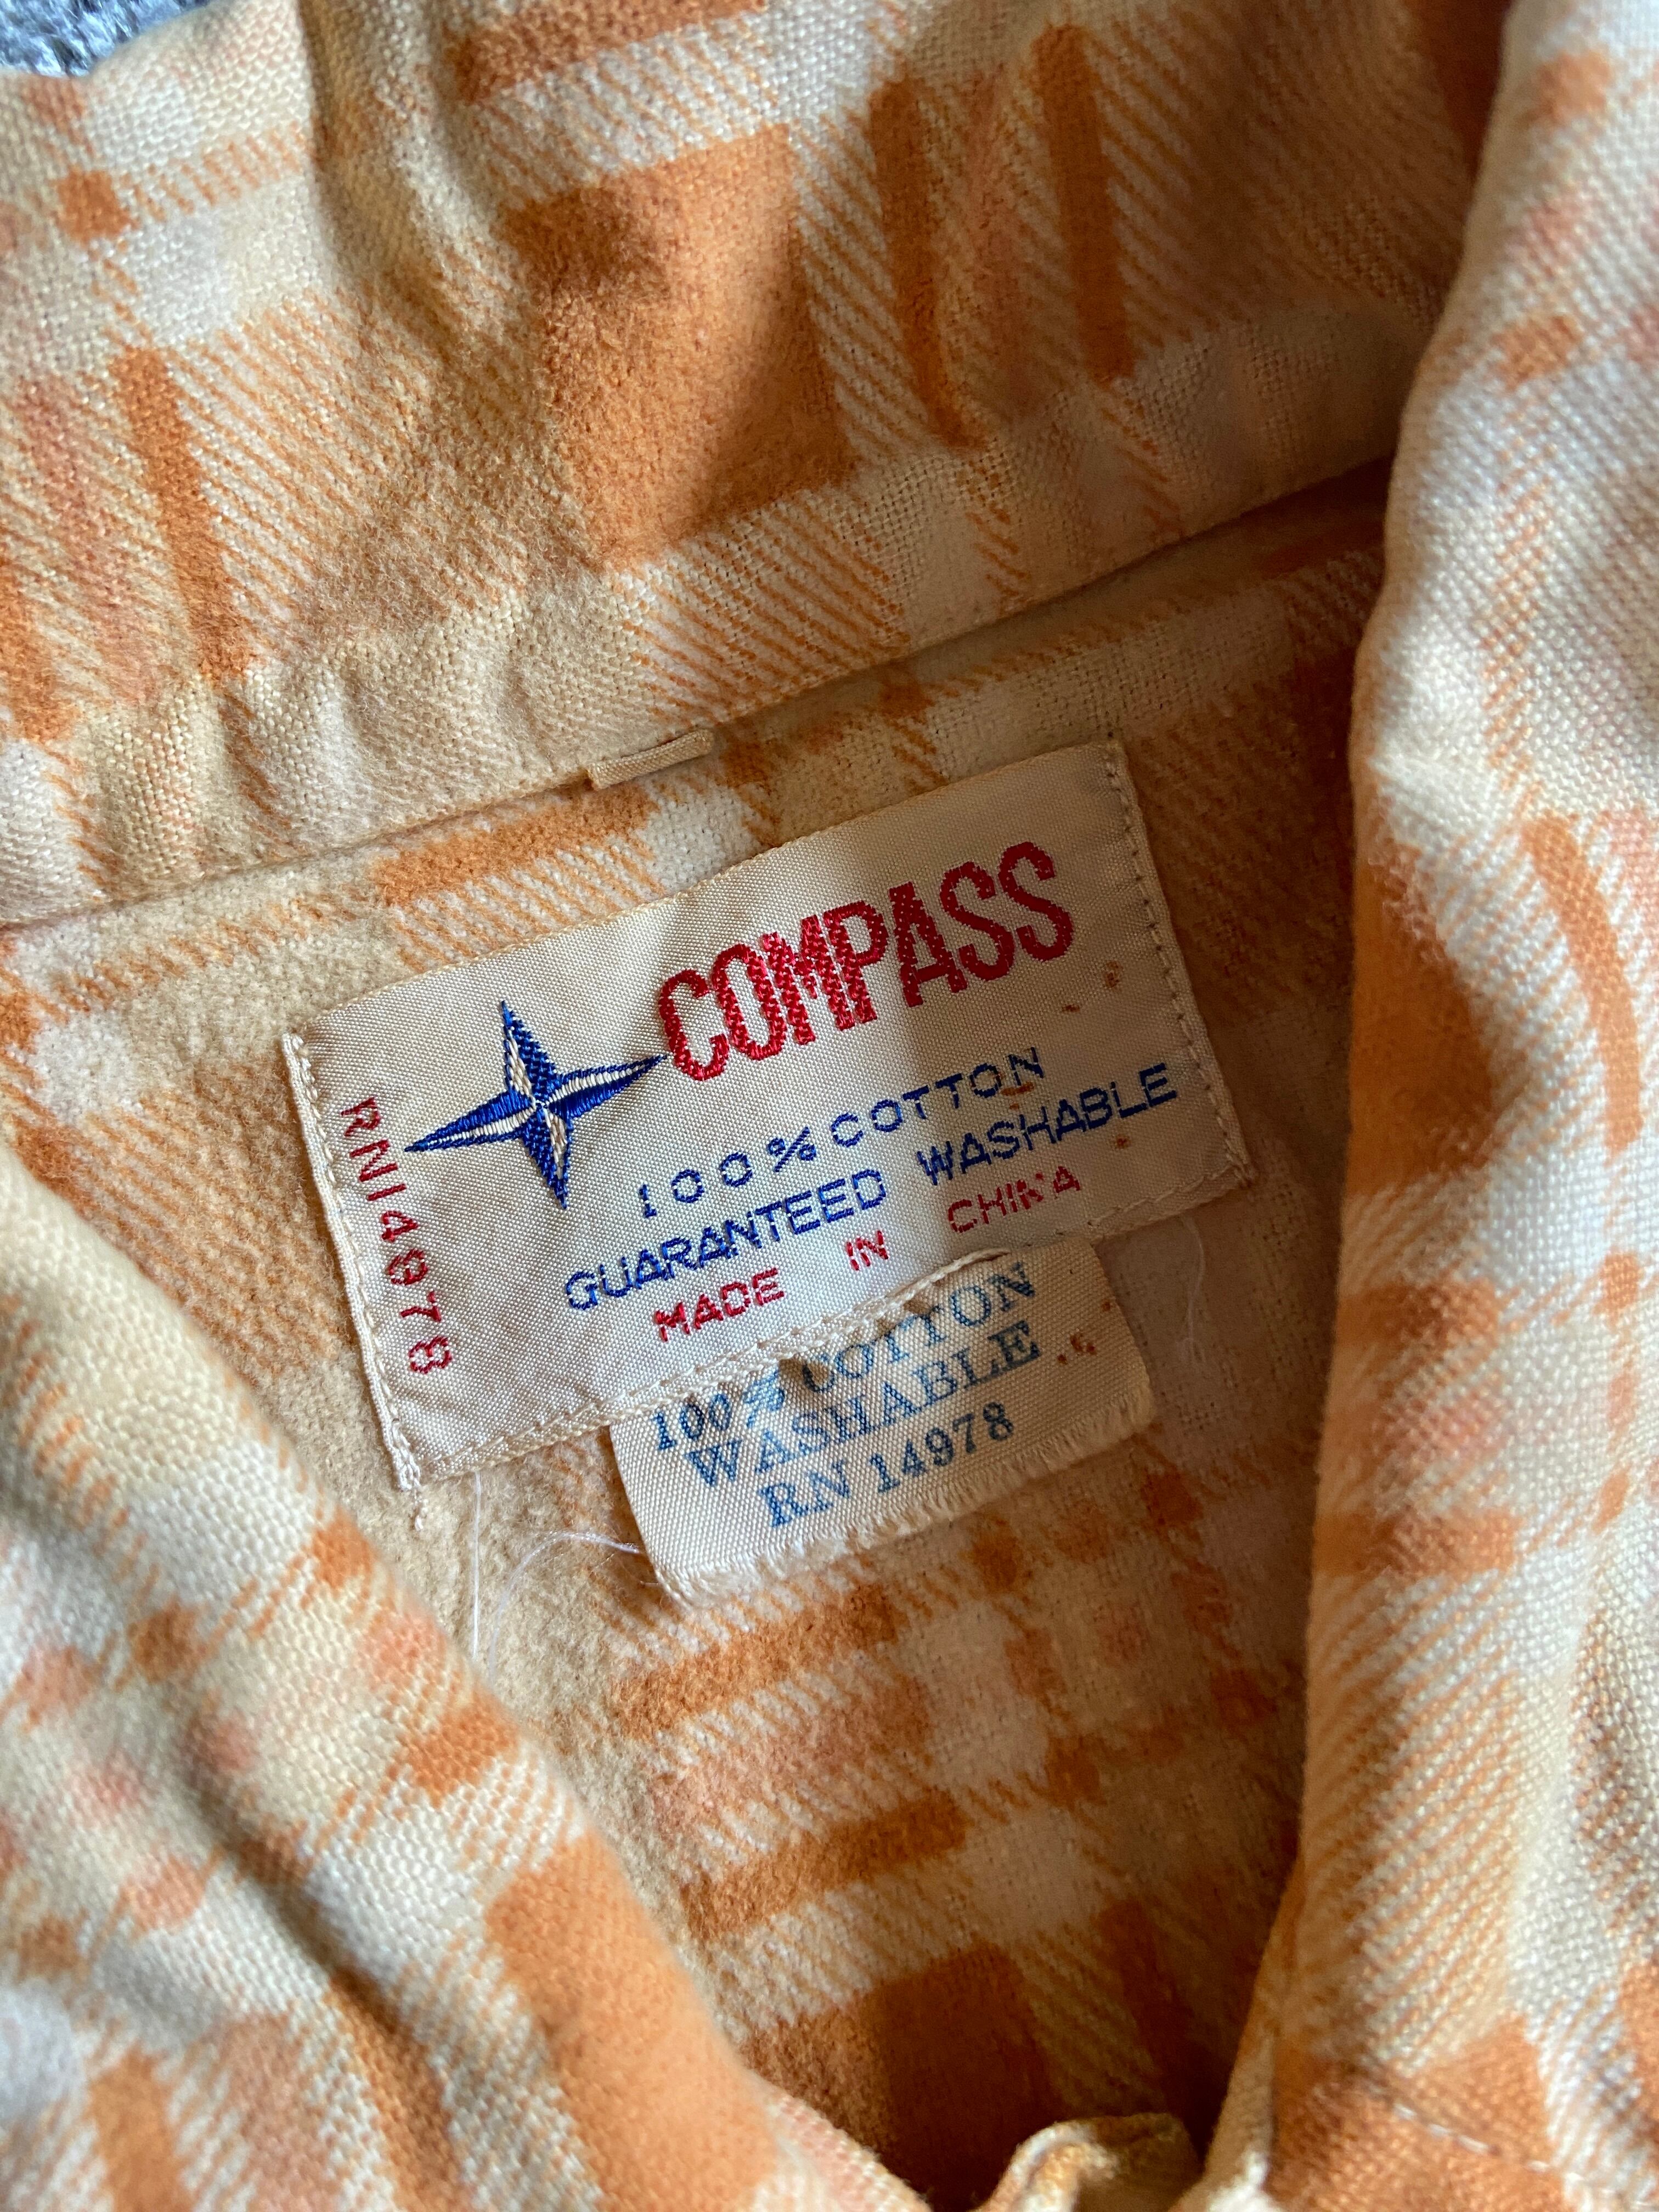 COMPASS
100% COTTON
GUARANTEED WASHABLE
MADE IN CHINA
RN14978
100% COTTON
WASHABLE
RN 14978